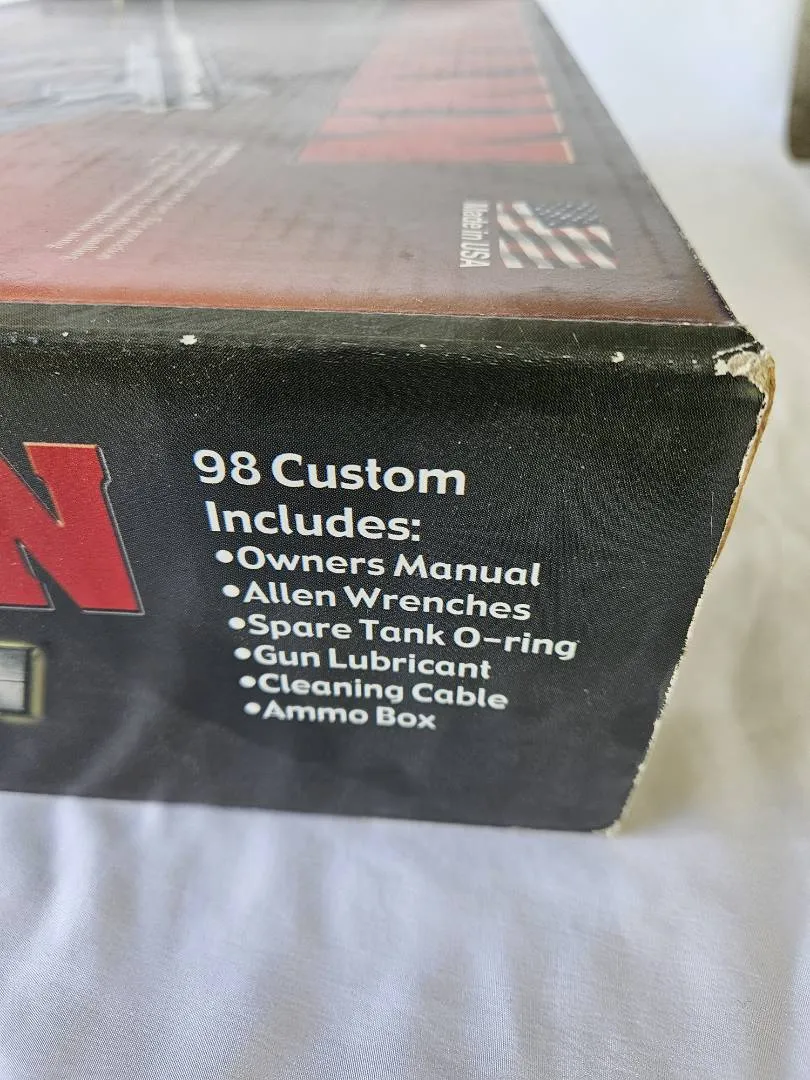 Made in USA
N
98 Custom
Includes:
•Owners Manual
•Allen Wrenches
•Spare Tank O-ring
•Gun Lubricant
•Cleaning Cable
•Ammo Box